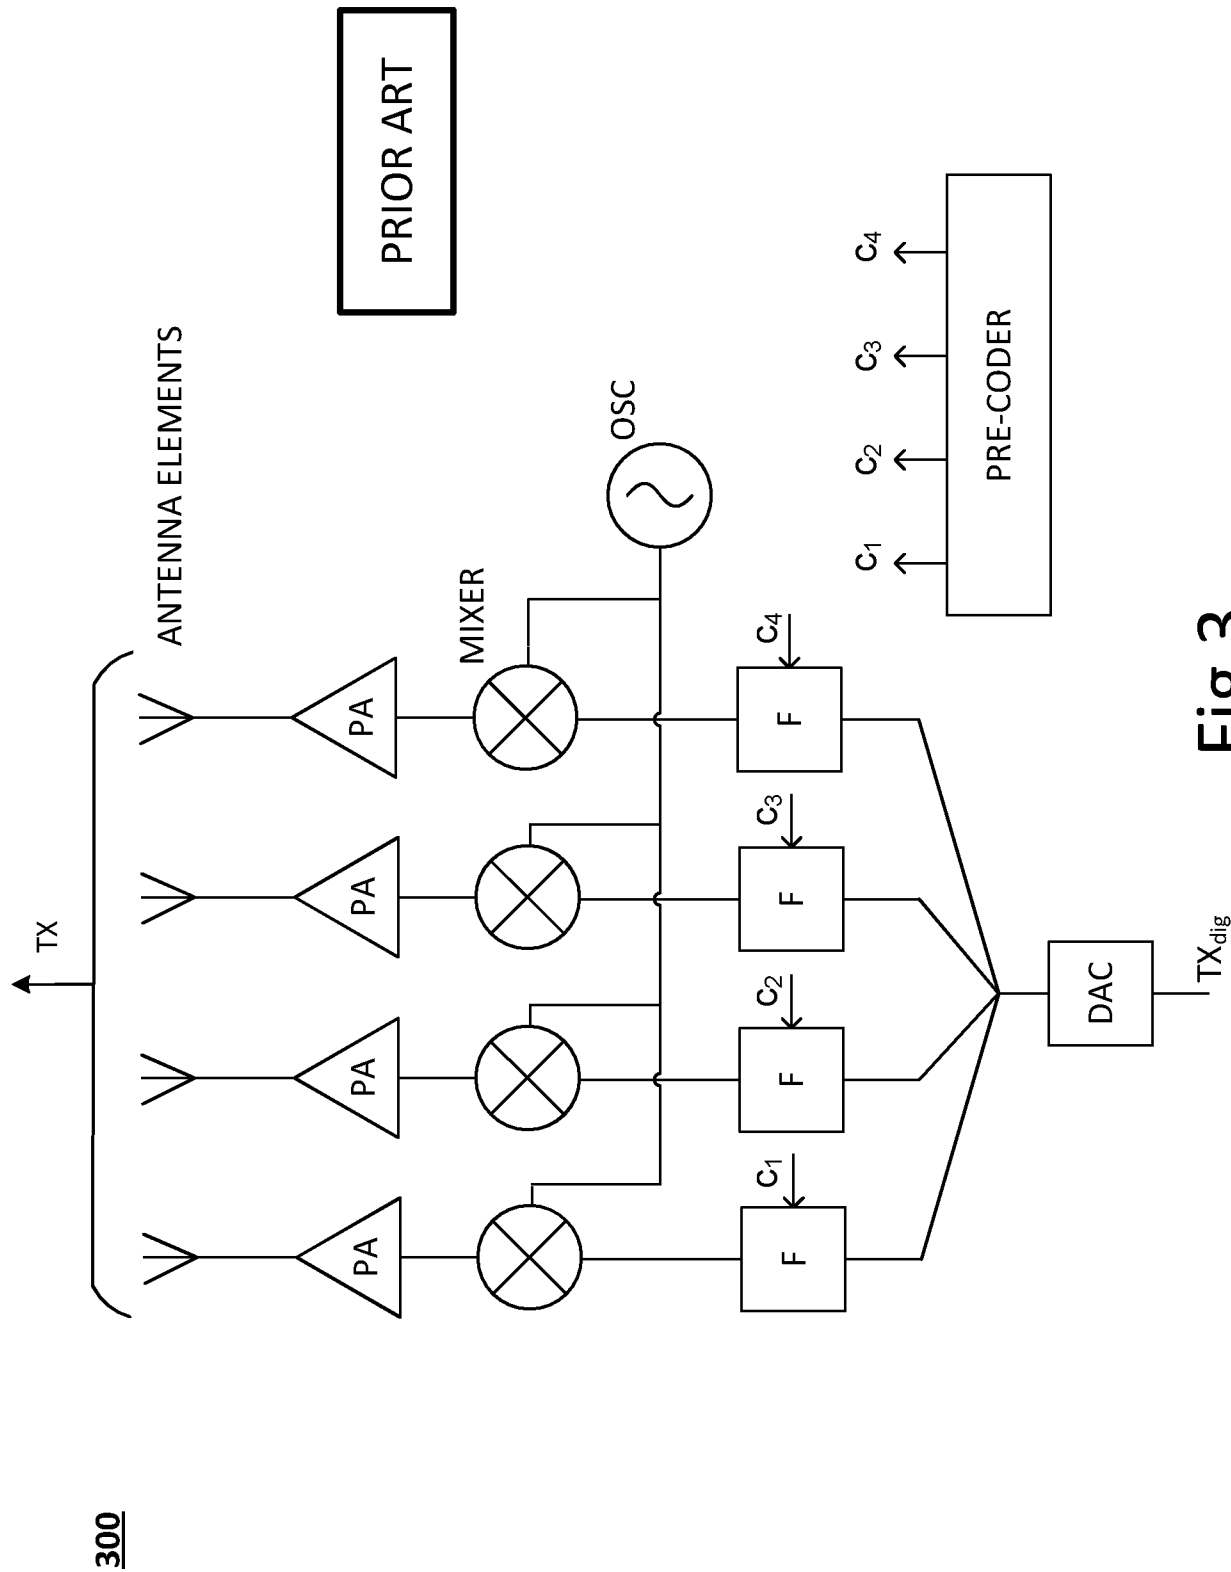 300
TX
ANTENNA ELEMENTS
PRIOR ART
PA
PA
PA
PA
MIXER
OSC
C1
C2
C3
C4
F
F
F
F
C1
C2
C3
C4
PRE-CODER
DAC
TXdig
Fig 3